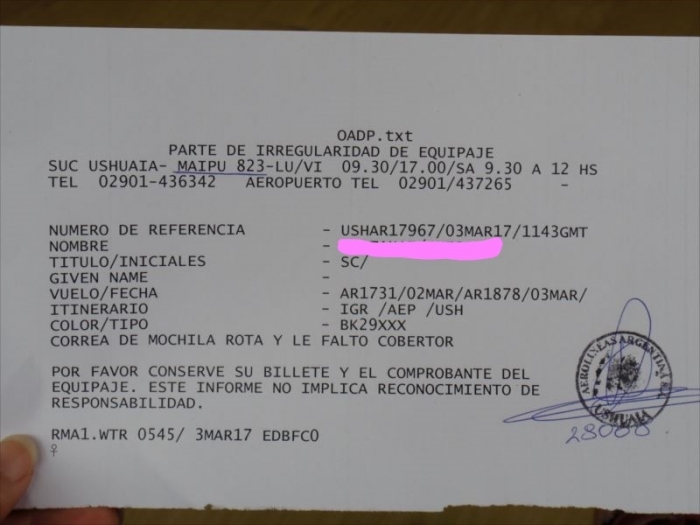 OADP.txt
PARTE DE IRREGULARIDAD DE EQUIPAJE
SUC USHUAIA- MAIPU 823-LU/VI 09.30/17.00/SA 9.30 A 12 HS
TEL 02901-436342 AEROPUERTO TEL 02901/437265 -
NUMERO DE REFERENCIA - USHAR17967/03MAR17/1143GMT
NOMBRE -
TITULO/INICIALES - SC/
GIVEN NAME -
VUELO/FECHA - AR1731/02MAR/AR1878/03MAR/
ITINERARIO - IGR /AEP /USH
COLOR/TIPO - BK29XXX
CORREA DE MOCHILA ROTA Y LE FALTO COBERTOR
POR FAVOR CONSERVE SU BILLETE Y EL COMPROBANTE DEL
EQUIPAJE. ESTE INFORME NO IMPLICA RECONOCIMIENTO DE
RESPONSABILIDAD.
AEROLINEAS ARGENTINAS
USHUAIA
RMA1.WTR 0545/ 3MAR17 EDBFC0
♀